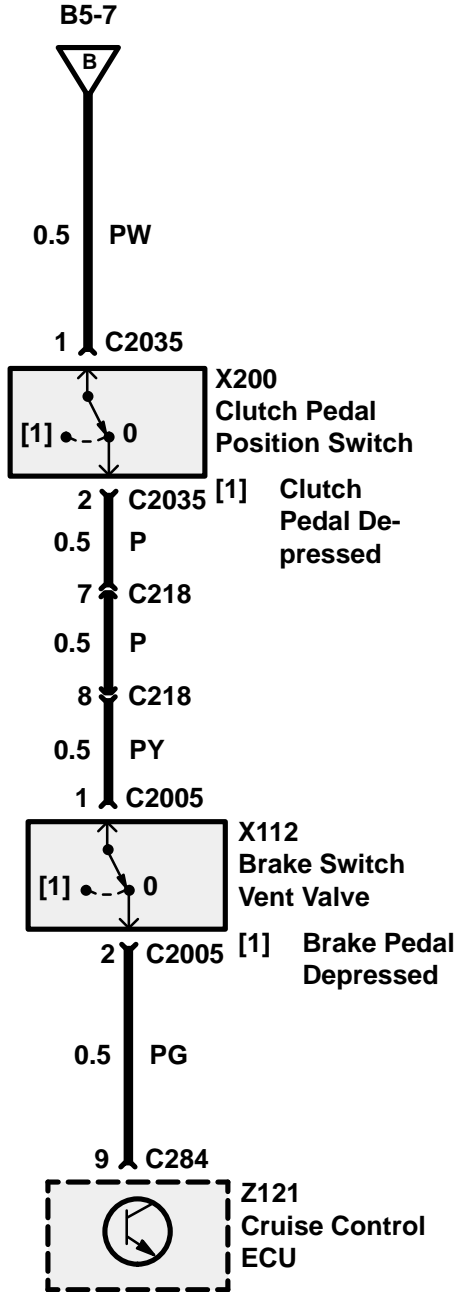 B5-7
B
0.5 PW
1 C2035
X200
Clutch Pedal
Position Switch
[1] 0
[1] Clutch
Pedal De-
pressed
2 C2035
0.5 P
7 C218
0.5 P
8 C218
0.5 PY
1 C2005
X112
Brake Switch
Vent Valve
[1] 0
[1] Brake Pedal
Depressed
2 C2005
0.5 PG
9 C284
Z121
Cruise Control
ECU